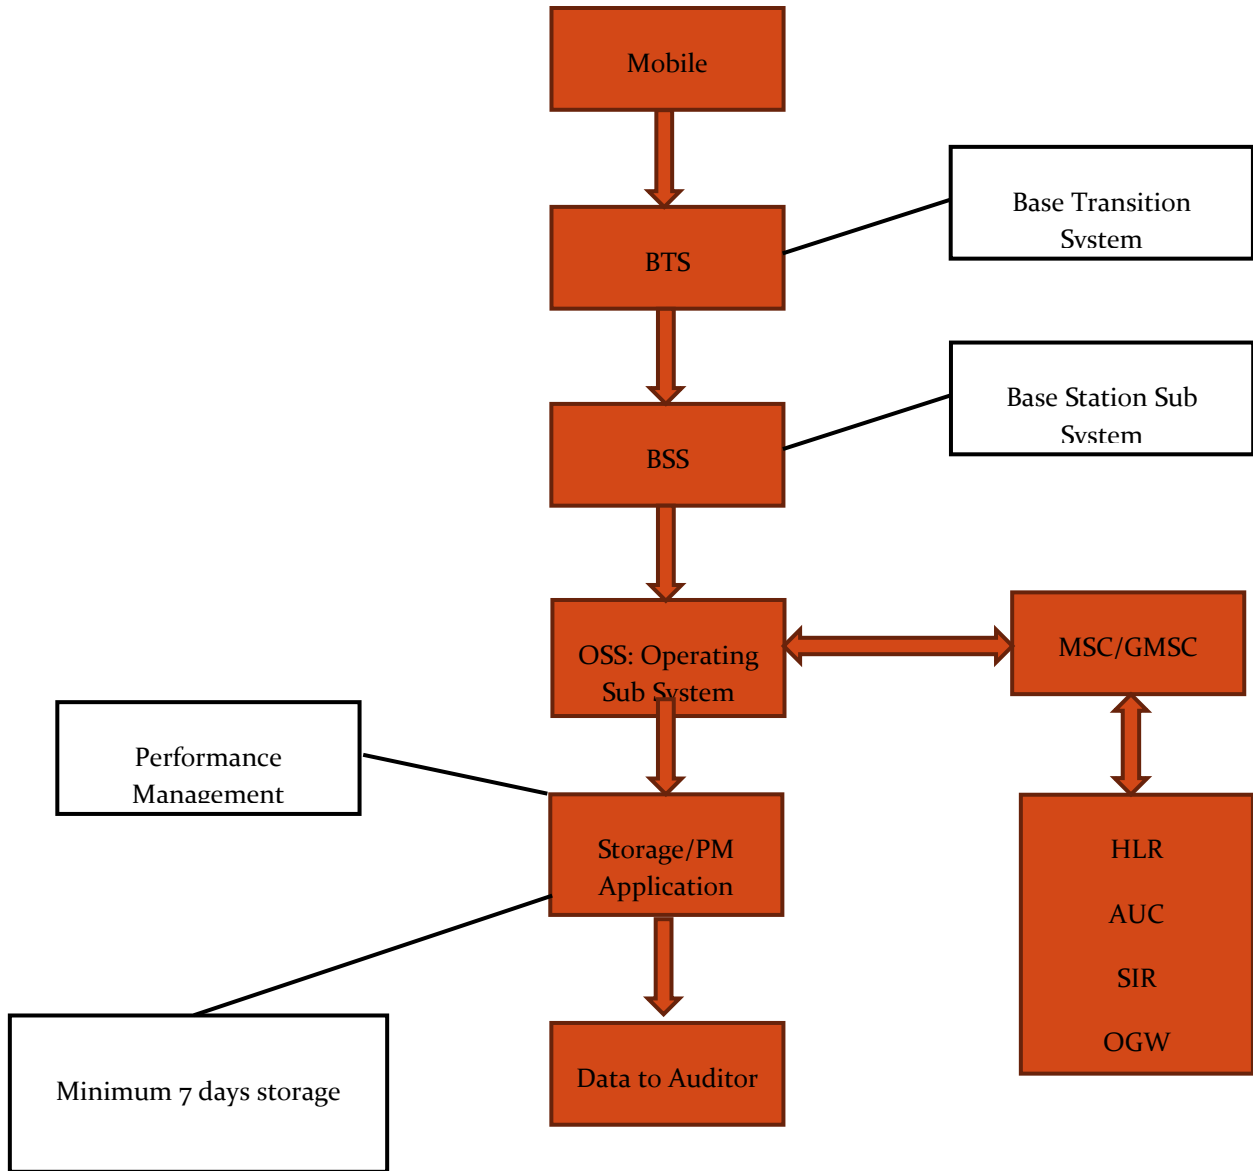 Mobile
Base Transition
System
BTS
Base Station Sub
System
BSS
OSS: Operating
Sub System
MSC/GMSC
Performance
Management
Storage/PM
Application
HLR
AUC
SIR
OGW
Minimum 7 days storage
Data to Auditor